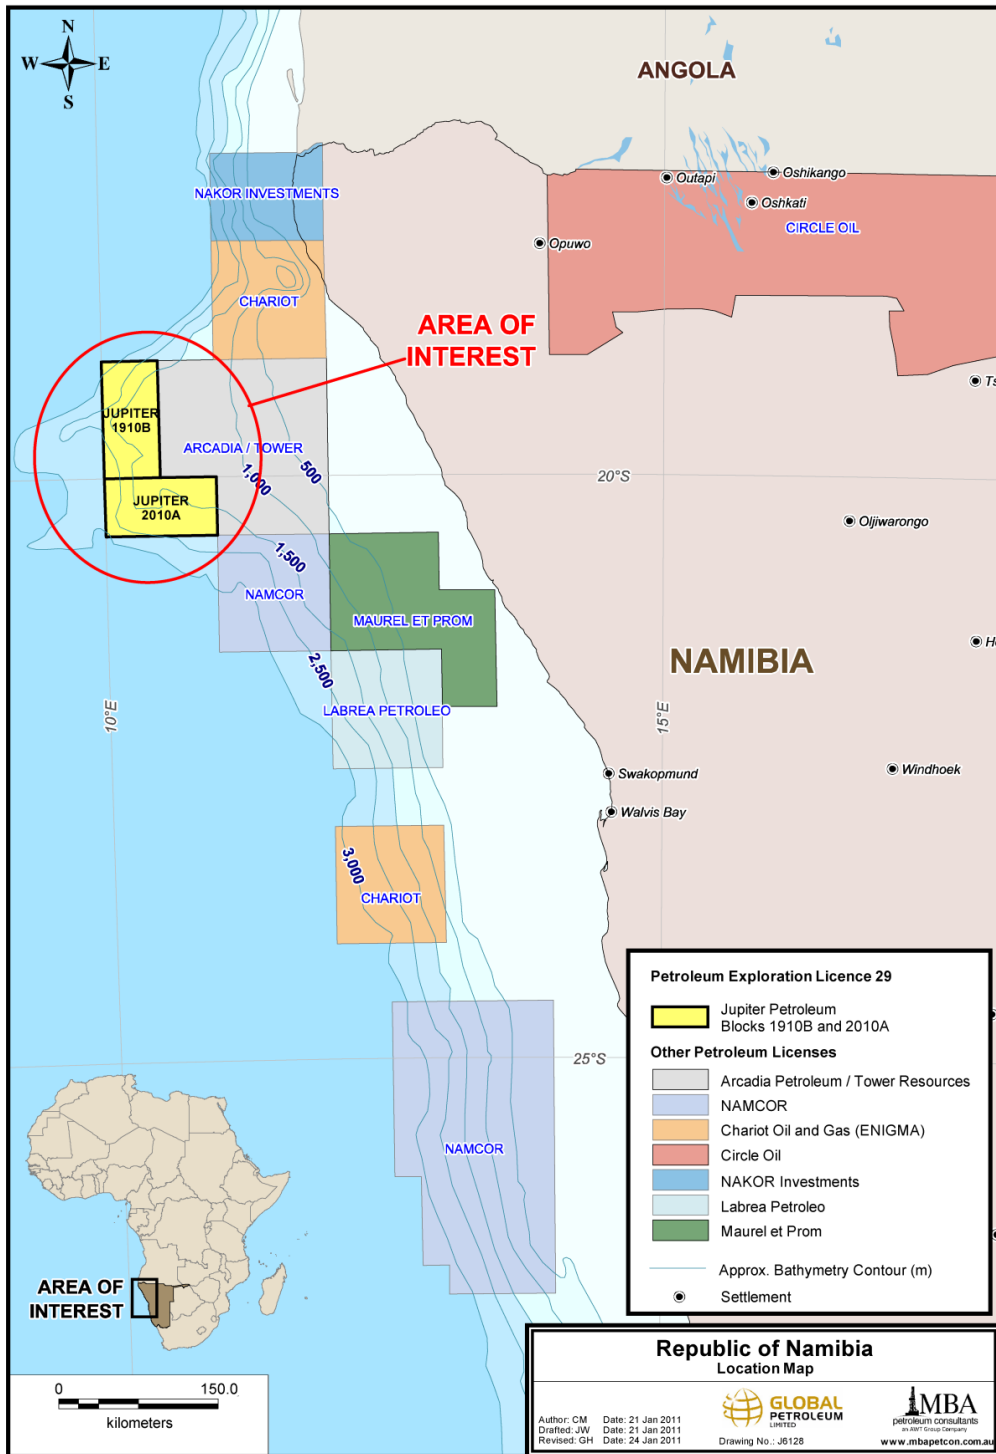 N
W E
S
ANGOLA
NAKOR INVESTMENTS
Outapi
Oshikango
Oshkati
CIRCLE OIL
Opuwo
CHARIOT
AREA OF
INTEREST
JUPITER
1910B
ARCADIA / TOWER
500
1,000
20°S
JUPITER
2010A
Oljiwarongo
1,500
NAMCOR
MAUREL ET PROM
NAMIBIA
2,500
LABREA PETROLEO
10°E
15°E
Swakopmund
Windhoek
Walvis Bay
3,000
CHARIOT
25°S
NAMCOR
Petroleum Exploration Licence 29
Jupiter Petroleum
Blocks 1910B and 2010A
Other Petroleum Licenses
Arcadia Petroleum / Tower Resources
NAMCOR
Chariot Oil and Gas (ENIGMA)
Circle Oil
NAKOR Investments
Labrea Petroleo
Maurel et Prom
Approx. Bathymetry Contour (m)
Settlement
AREA OF
INTEREST
0 150.0
kilometers
Republic of Namibia
Location Map
Author: CM Date: 21 Jan 2011
Drafted: JW Date: 21 Jan 2011
Revised: GH Date: 24 Jan 2011
GLOBAL
PETROLEUM
LIMITED
Drawing No.: J6128
MBA
petroleum consultants
an AWT Group Company
www.mbapetcon.com.au